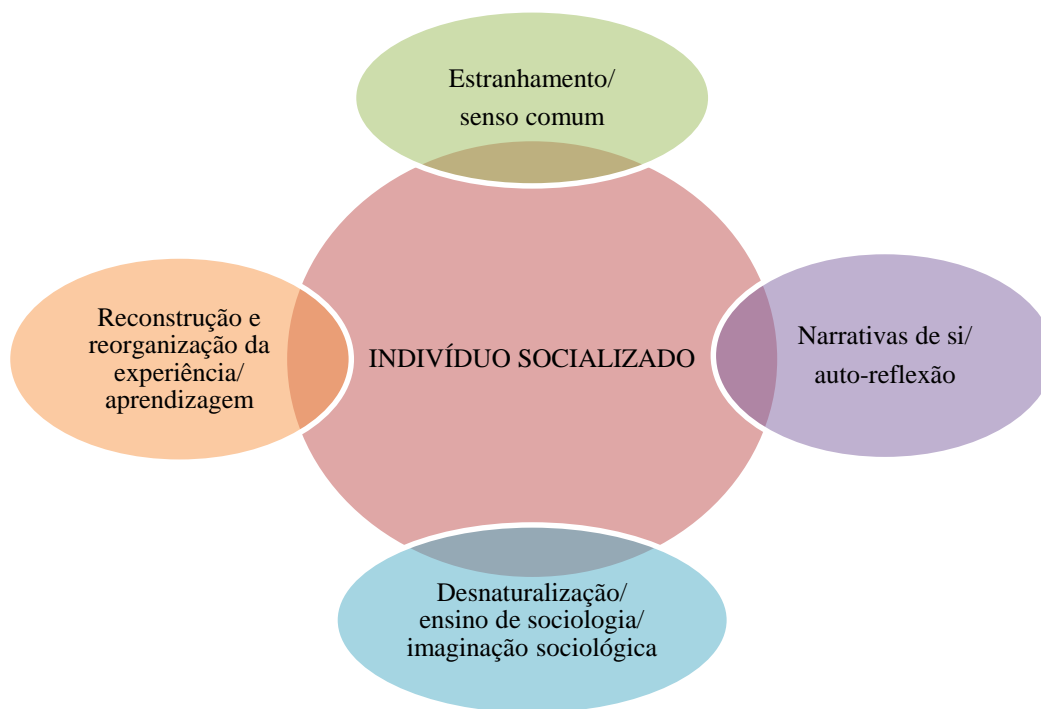 Estranhamento/
senso comum
Reconstrução e
reorganização da
experiência/
aprendizagem
INDIVÍDUO SOCIALIZADO
Narrativas de si/
auto-reflexão
Desnaturalização/
ensino de sociologia/
imaginação sociológica